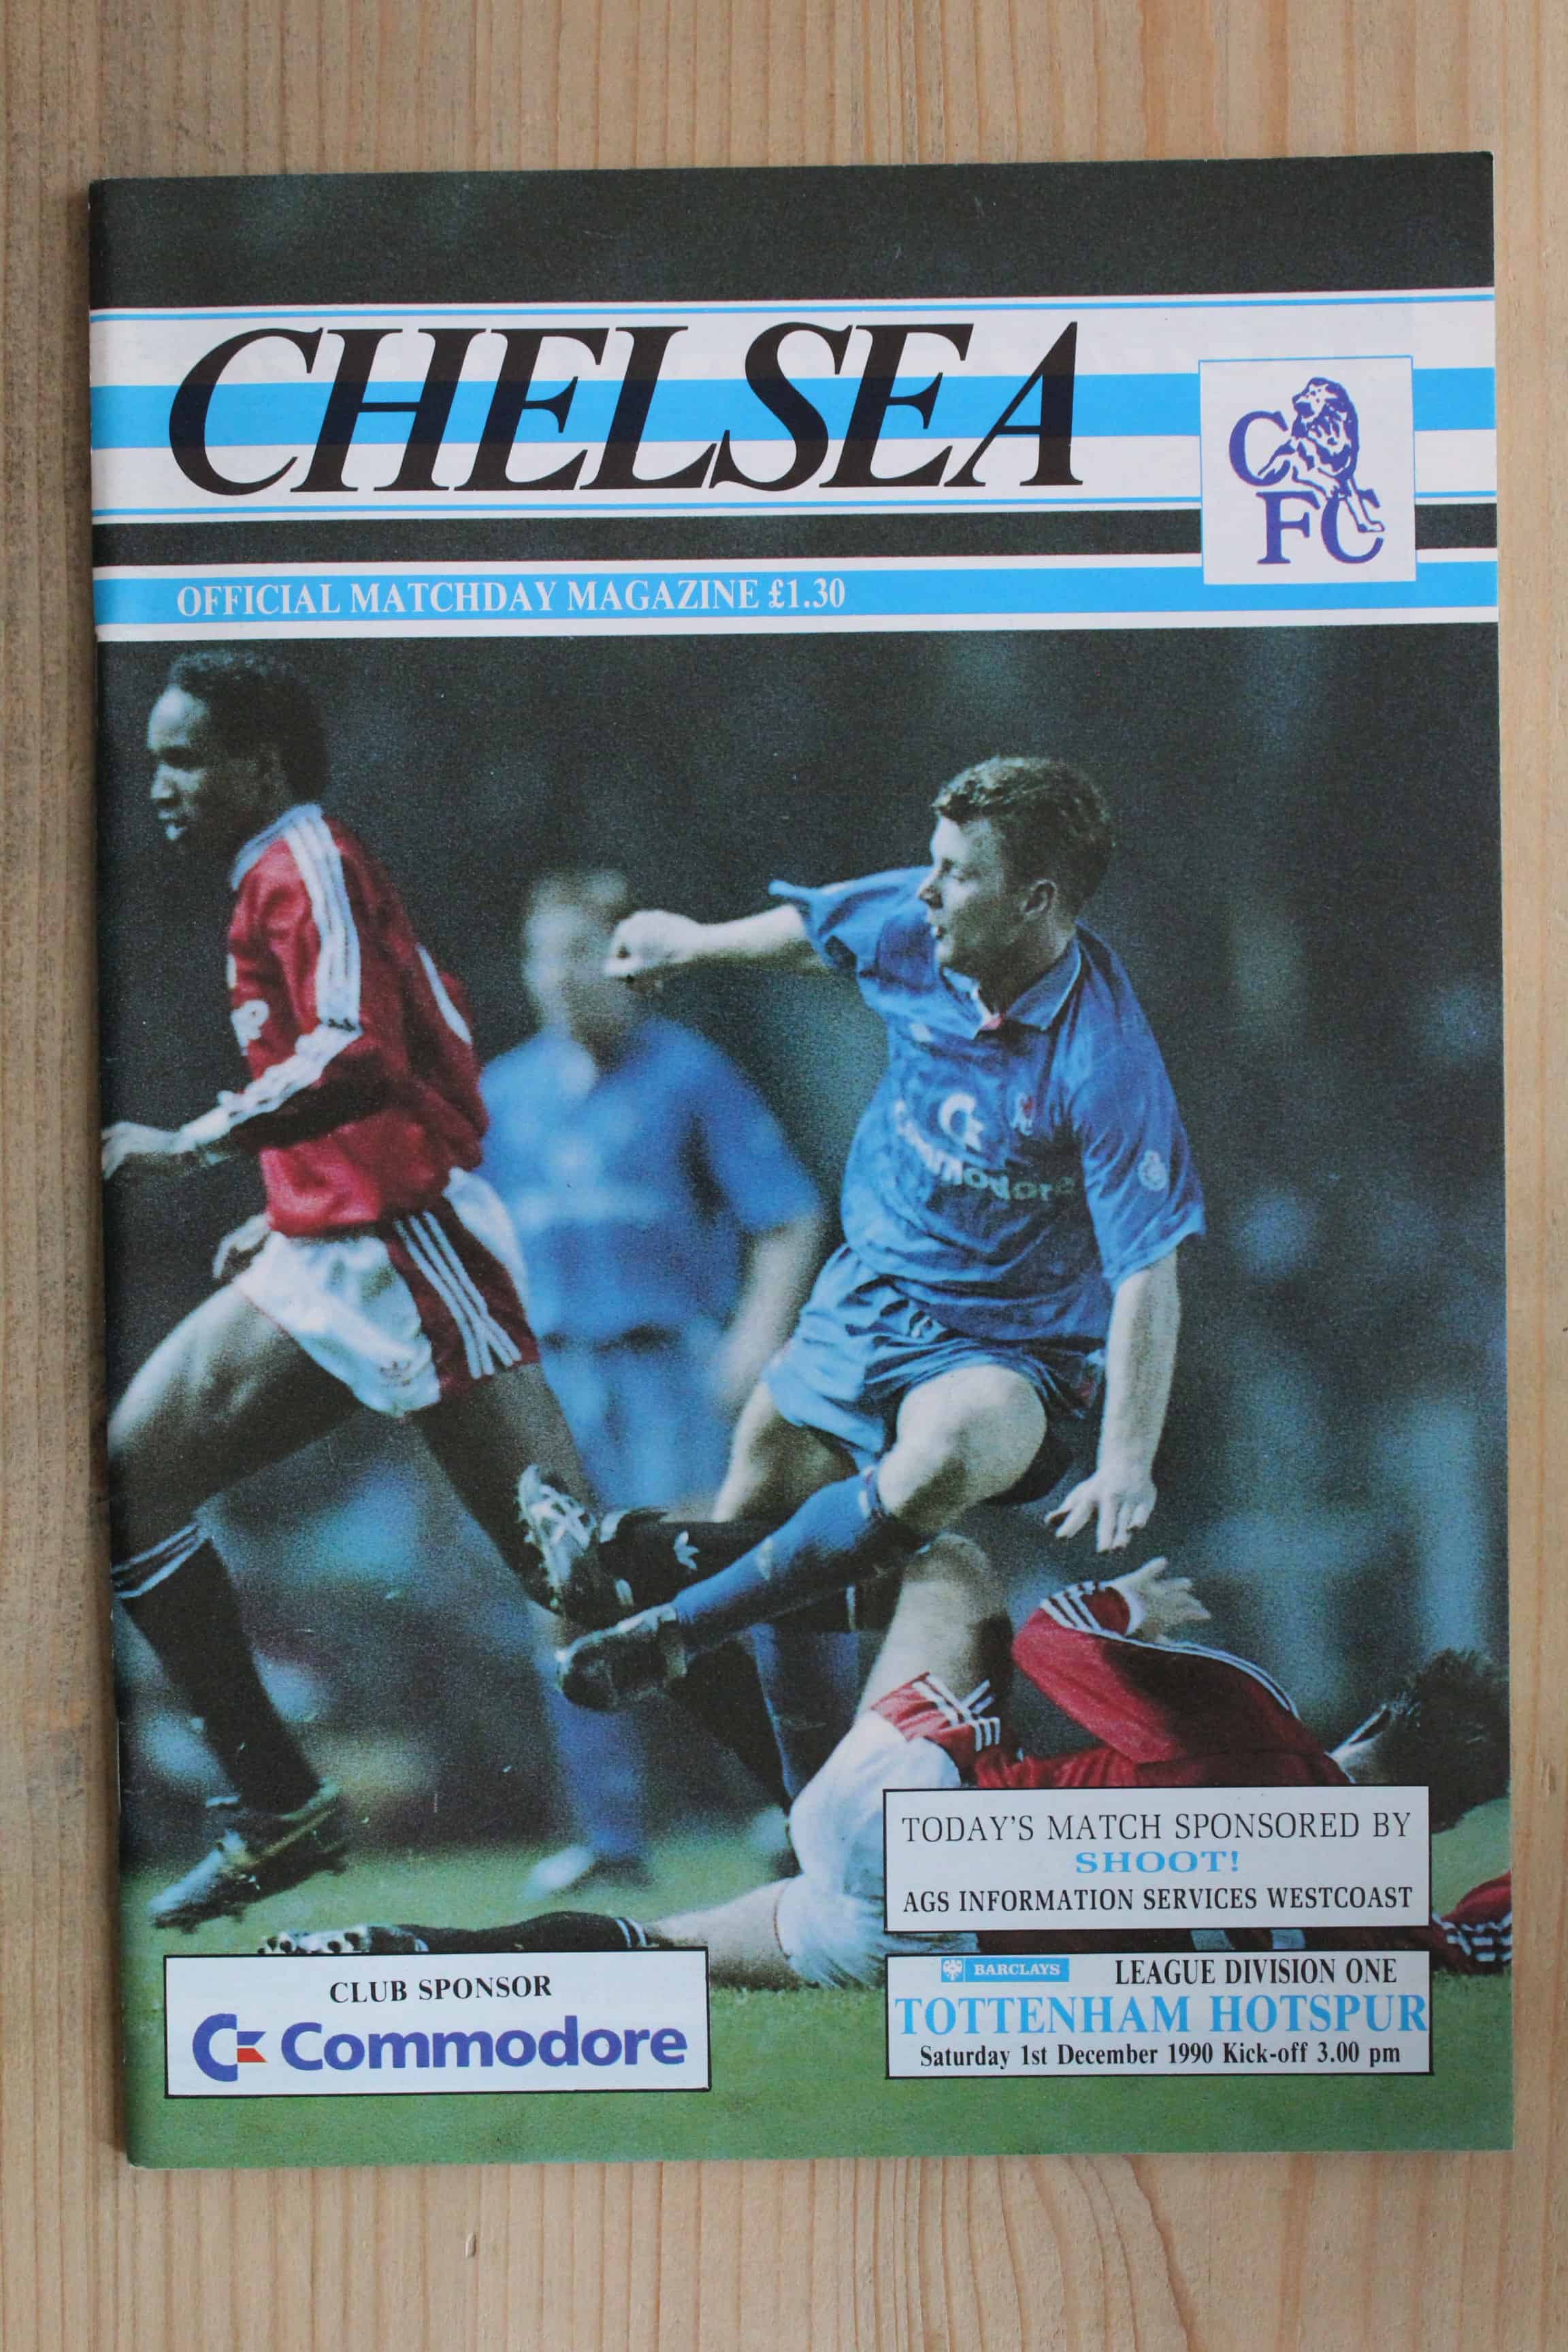 CHELSEA
CFC
OFFICIAL MATCHDAY MAGAZINE £1.30
Commodore
TODAY'S MATCH SPONSORED BY
SHOOT!
AGS INFORMATION SERVICES WESTCOAST
CLUB SPONSOR
Commodore
BARCLAYS LEAGUE DIVISION ONE
TOTTENHAM HOTSPUR
Saturday 1st December 1990 Kick-off 3.00 pm